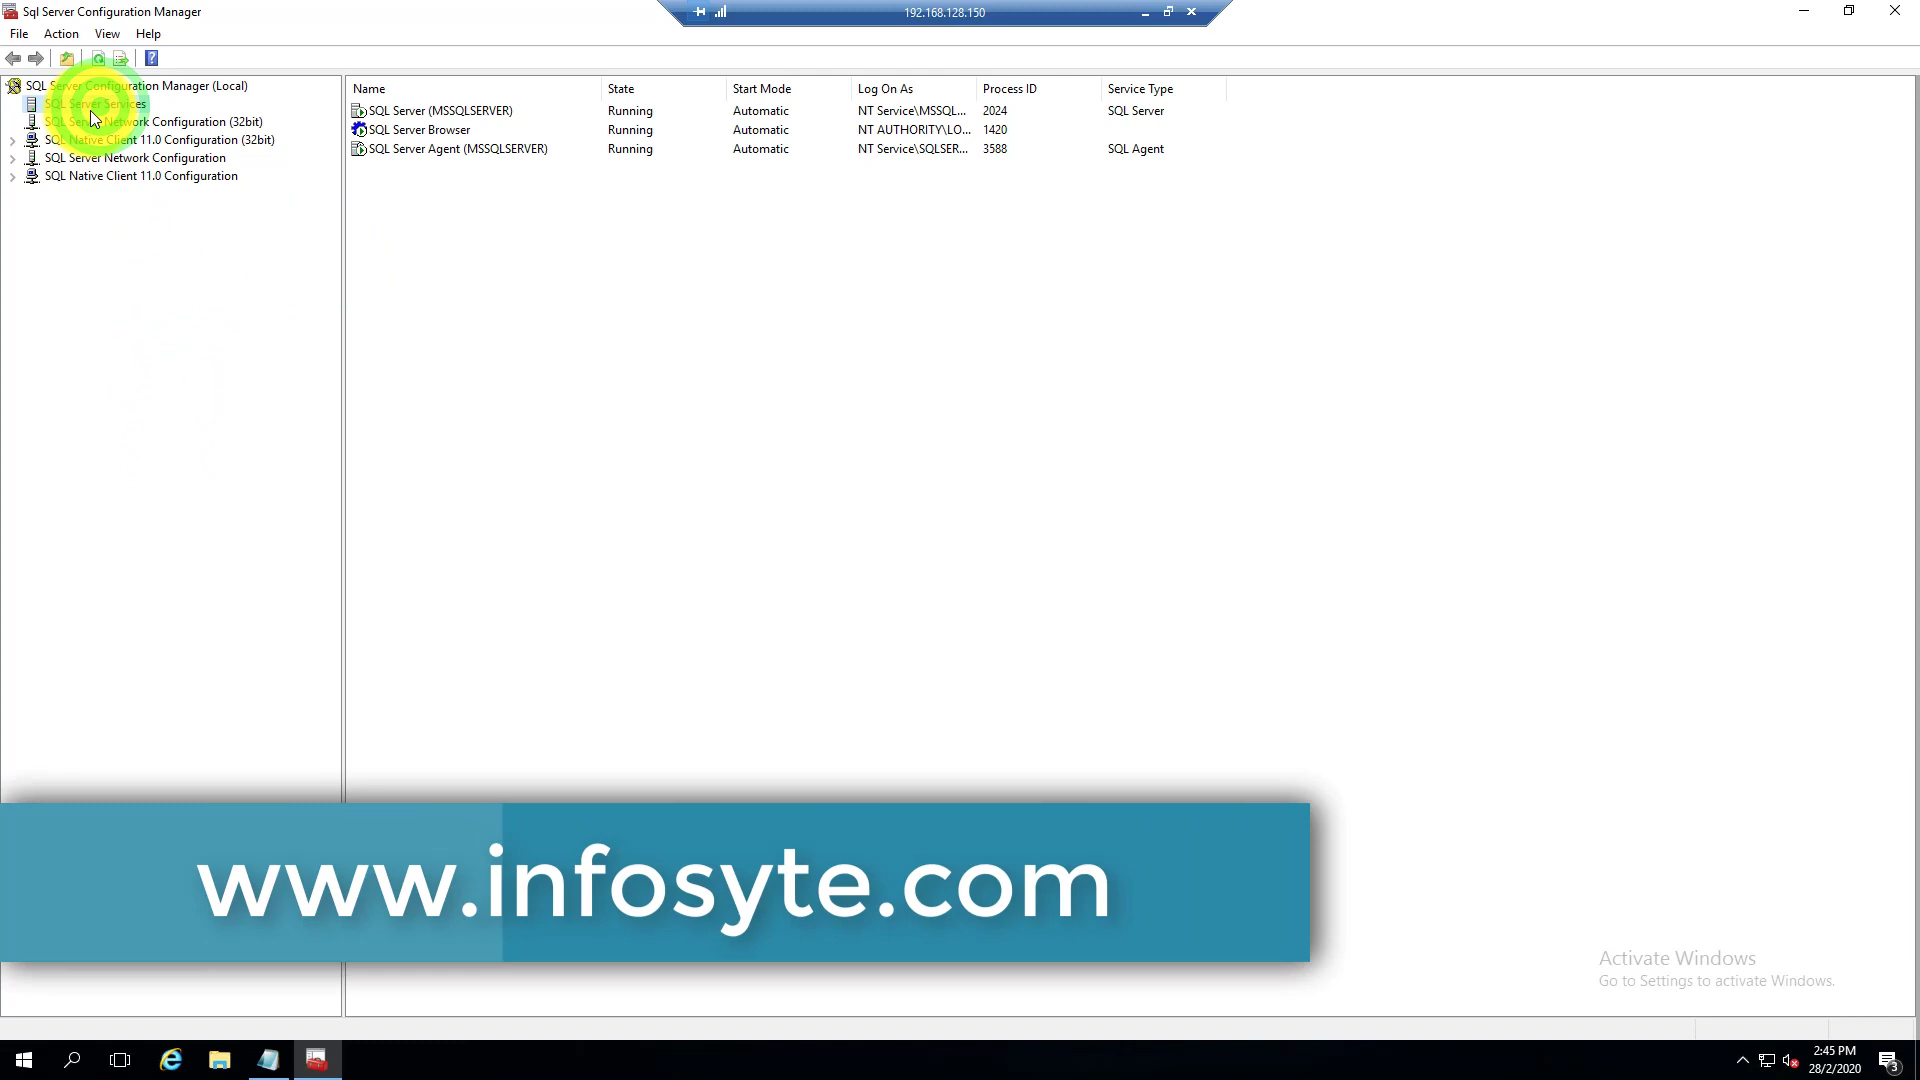 Sql Server Configuration Manager
192.168.128.150
File Action View Help
SQL Server Configuration Manager (Local)
SQL Server Services
SQL Server Network Configuration (32bit)
SQL Native Client 11.0 Configuration (32bit)
SQL Server Network Configuration
SQL Native Client 11.0 Configuration
Name State Start Mode Log On As Process ID Service Type
SQL Server (MSSQLSERVER) Running Automatic NT Service\MSSQL... 2024 SQL Server
SQL Server Browser Running Automatic NT AUTHORITY\LO... 1420
SQL Server Agent (MSSQLSERVER) Running Automatic NT Service\SQLSER... 3588 SQL Agent
www.infosyte.com
Activate Windows
Go to Settings to activate Windows.
2:45 PM
28/2/2020
3